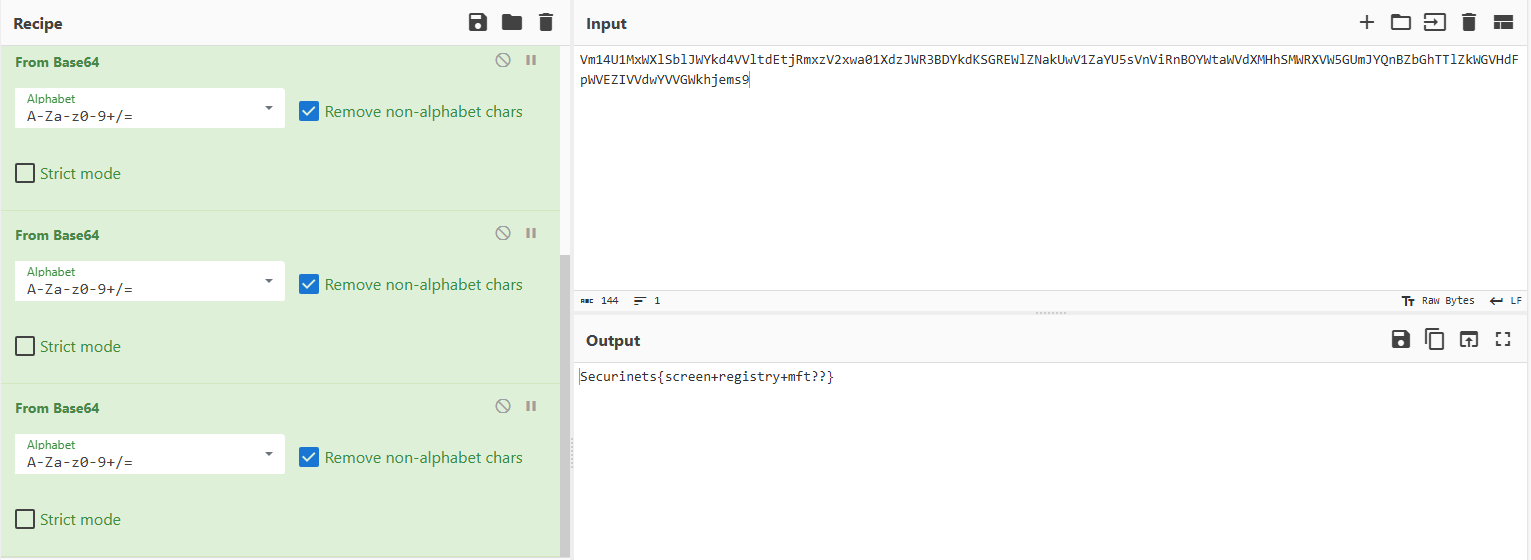 Recipe
From Base64
Alphabet
A-Za-z0-9+/=
Remove non-alphabet chars
Strict mode
From Base64
Alphabet
A-Za-z0-9+/=
Remove non-alphabet chars
Strict mode
From Base64
Alphabet
A-Za-z0-9+/=
Remove non-alphabet chars
Strict mode
Input
Vm14U1MxWXlSblJWYkd4VVltdEtjRmxzV2xwa01XdzJWR3BDYkdKSGREWlZNakUwV1ZaYU5sVnViRnBOYWtaWVdXMHhSMWRXVW5GUmJYQnBZbGhTTlZkWGVHdF
pWVEZIVVdwYVVGWkhjems9
ABC 144 1
Raw Bytes LF
Output
Securinets{screen+registry+mft??}